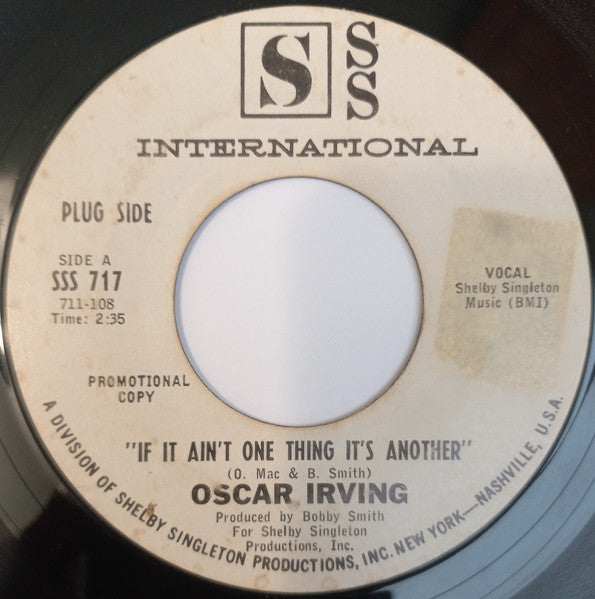 S S
S
INTERNATIONAL
PLUG SIDE
SIDE A
SSS 717
711-108
Time: 2:35
VOCAL
Shelby Singleton
Music (BMI)
PROMOTIONAL
COPY
"IF IT AIN'T ONE THING IT'S ANOTHER"
(O. Mac & B. Smith)
OSCAR IRVING
Produced by Bobby Smith
For Shelby Singleton
Productions, Inc.
A DIVISION OF SHELBY SINGLETON PRODUCTIONS, INC. NEW YORK—NASHVILLE, U.S.A.